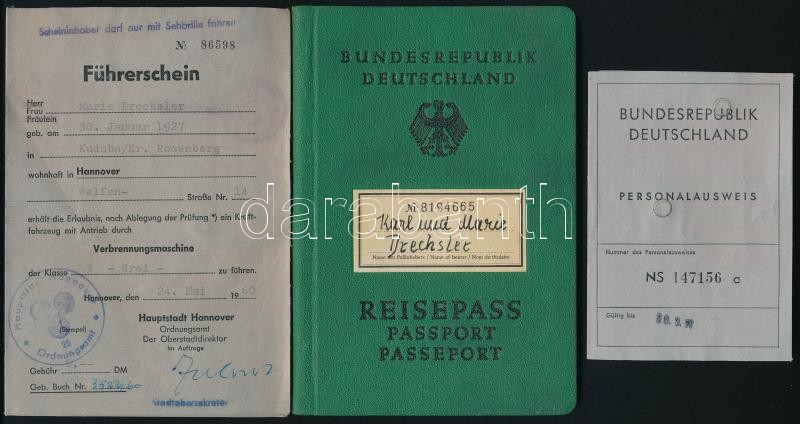 Scheininhaber darf nur mit Sehbrille fahren
№ 86598
Führerschein
Herr
Frau Marie Drechsler
Fräulein
geb. am 30. Januar 1927
in Kudoba/Kr. Rosenberg
wohnhaft in Hannover
Welfen- Straße Nr. 14
erhält die Erlaubnis, nach Ablegung der Prüfung *) ein Kraft-
fahrzeug mit Antrieb durch
Verbrennungsmaschine
der Klasse 3 - drei - zu führen.
Hannover, den 24. Mai 1960
Hauptstadt Hannover
Ordnungsamt
Der Oberstadtdirektor
Im Auftrage
(Stempel)
Hauptstadt Hannover
Ordnungsamt
25
Gebühr DM
Geb. Buch Nr.
Stadtobersekretär
BUNDESREPUBLIK
DEUTSCHLAND
№ 8194665
Karl und Marie
Drechsler
Name des Paßinhabers / Name of bearer / Nom du titulaire
REISEPASS
PASSPORT
PASSEPORT
BUNDESREPUBLIK
DEUTSCHLAND
PERSONALAUSWEIS
Nummer des Personalausweises
NS 147156 a
Gültig bis
darabanth